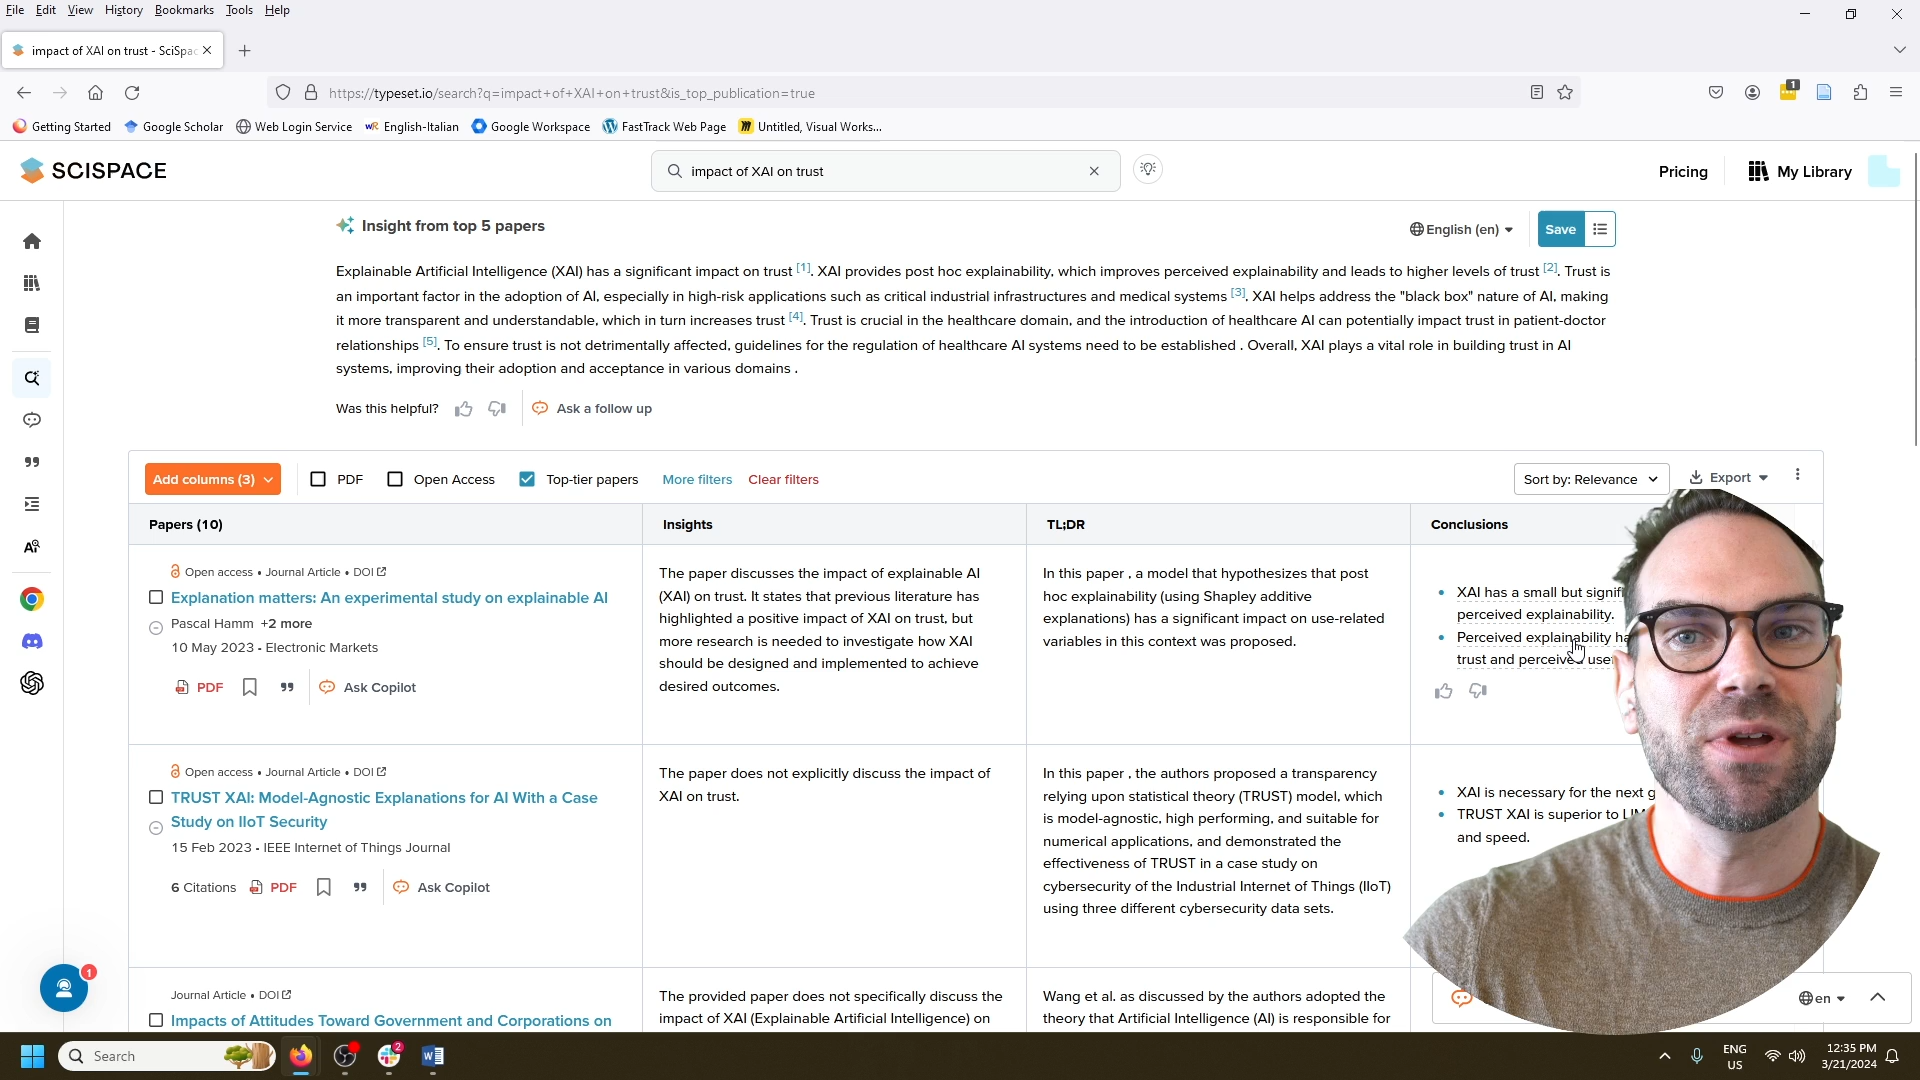 File Edit View History Bookmarks Tools Help
impact of XAI on trust - SciSpac
https://typeset.io/search?q=impact+of+XAI+on+trust&is_top_publication=true
1
Getting Started Google Scholar Web Login Service English-Italian Google Workspace FastTrack Web Page Untitled, Visual Works...
SCISPACE
impact of XAI on trust
Pricing My Library
Insight from top 5 papers
English (en) Save
Explainable Artificial Intelligence (XAI) has a significant impact on trust [1]. XAI provides post hoc explainability, which improves perceived explainability and leads to higher levels of trust [2]. Trust is
an important factor in the adoption of AI, especially in high-risk applications such as critical industrial infrastructures and medical systems [3]. XAI helps address the "black box" nature of AI, making
it more transparent and understandable, which in turn increases trust [4]. Trust is crucial in the healthcare domain, and the introduction of healthcare AI can potentially impact trust in patient-doctor
relationships [5]. To ensure trust is not detrimentally affected, guidelines for the regulation of healthcare AI systems need to be established . Overall, XAI plays a vital role in building trust in AI
systems, improving their adoption and acceptance in various domains .
Was this helpful? Ask a follow up
Add columns (3) PDF Open Access Top-tier papers More filters Clear filters Sort by: Relevance Export
Papers (10) Insights TL;DR Conclusions
Open access • Journal Article • DOI
Explanation matters: An experimental study on explainable AI
Pascal Hamm +2 more
10 May 2023 - Electronic Markets
PDF Ask Copilot
The paper discusses the impact of explainable AI
(XAI) on trust. It states that previous literature has
highlighted a positive impact of XAI on trust, but
more research is needed to investigate how XAI
should be designed and implemented to achieve
desired outcomes.
In this paper , a model that hypothesizes that post
hoc explainability (using Shapley additive
explanations) has a significant impact on use-related
variables in this context was proposed.
• XAI has a small but signif
perceived explainability.
• Perceived explainability ha
trust and perceived use
Open access • Journal Article • DOI
TRUST XAI: Model-Agnostic Explanations for AI With a Case
Study on IIoT Security
15 Feb 2023 - IEEE Internet of Things Journal
6 Citations PDF Ask Copilot
The paper does not explicitly discuss the impact of
XAI on trust.
In this paper , the authors proposed a transparency
relying upon statistical theory (TRUST) model, which
is model-agnostic, high performing, and suitable for
numerical applications, and demonstrated the
effectiveness of TRUST in a case study on
cybersecurity of the Industrial Internet of Things (IIoT)
using three different cybersecurity data sets.
• XAI is necessary for the next g
• TRUST XAI is superior to LIM
and speed.
Journal Article • DOI
Impacts of Attitudes Toward Government and Corporations on
The provided paper does not specifically discuss the
impact of XAI (Explainable Artificial Intelligence) on
Wang et al. as discussed by the authors adopted the
theory that Artificial Intelligence (AI) is responsible for
1
en
Search
2
ENG
US
12:35 PM
3/21/2024